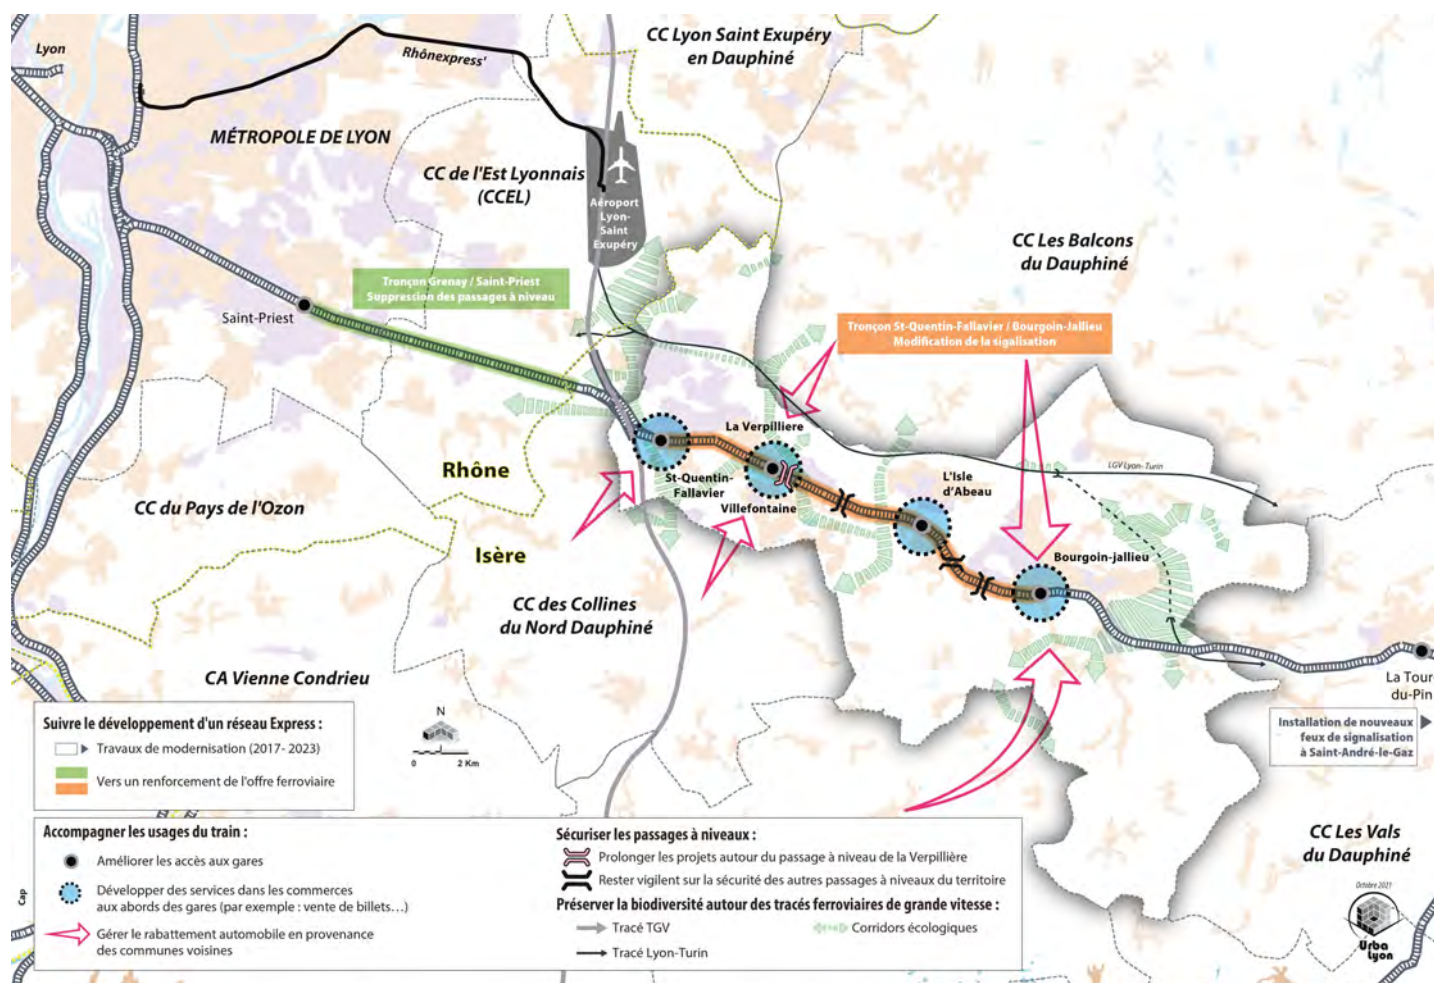 Lyon
Rhônexpress'
CC Lyon Saint Exupéry
en Dauphiné
MÉTROPOLE DE LYON
CC de l'Est Lyonnais
(CCEL)
Aéroport
Lyon-
Saint
Exupéry
CC Les Balcons
du Dauphiné
Tronçon Grenay / Saint-Priest
Suppression des passages à niveau
Saint-Priest
Tronçon St-Quentin-Fallavier / Bourgoin-Jallieu
Modification de la sigalisation
La Verpilliere
LGV Lyon- Turin
Rhône
St-Quentin-
Fallavier
Villefontaine
L'Isle
d'Abeau
CC du Pays de l'Ozon
Isère
Bourgoin-jallieu
CC des Collines
du Nord Dauphiné
CA Vienne Condrieu
La Tour
du-Pin
Installation de nouveaux
feux de signalisation
à Saint-André-le-Gaz
N
0 2 Km
Suivre le développement d'un réseau Express :
Travaux de modernisation (2017- 2023)
Vers un renforcement de l'offre ferroviaire
Accompagner les usages du train :
Améliorer les accès aux gares
Développer des services dans les commerces
aux abords des gares (par exemple : vente de billets…)
Gérer le rabattement automobile en provenance
des communes voisines
Sécuriser les passages à niveaux :
Prolonger les projets autour du passage à niveau de la Verpillière
Rester vigilent sur la sécurité des autres passages à niveaux du territoire
Préserver la biodiversité autour des tracés ferroviaires de grande vitesse :
Tracé TGV
Corridors écologiques
Tracé Lyon-Turin
CC Les Vals
du Dauphiné
Octobre 2021
Urba
Lyon
Cap